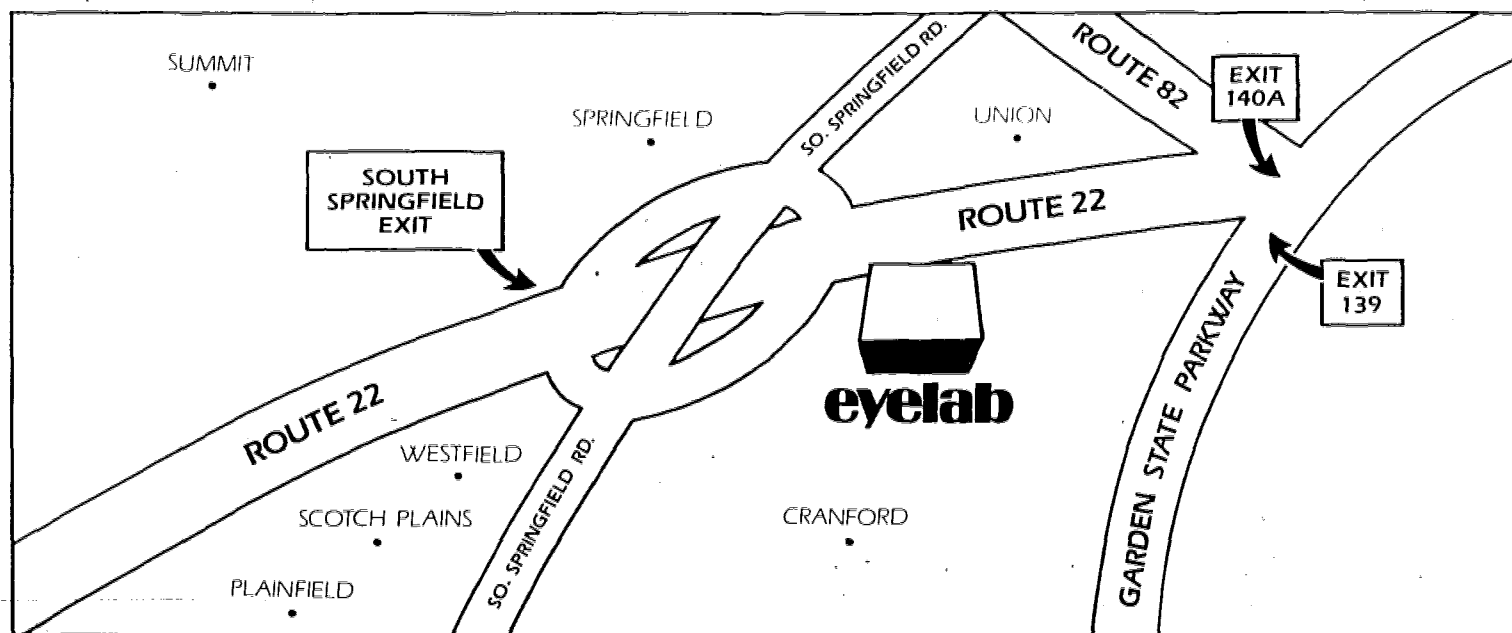 SUMMIT
SPRINGFIELD
SO. SPRINGFIELD RD.
UNION
ROUTE 82
EXIT
140A
SOUTH
SPRINGFIELD
EXIT
ROUTE 22
EXIT
139
eyelab
GARDEN STATE PARKWAY
ROUTE 22
WESTFIELD
SO. SPRINGFIELD RD.
SCOTCH PLAINS
CRANFORD
PLAINFIELD